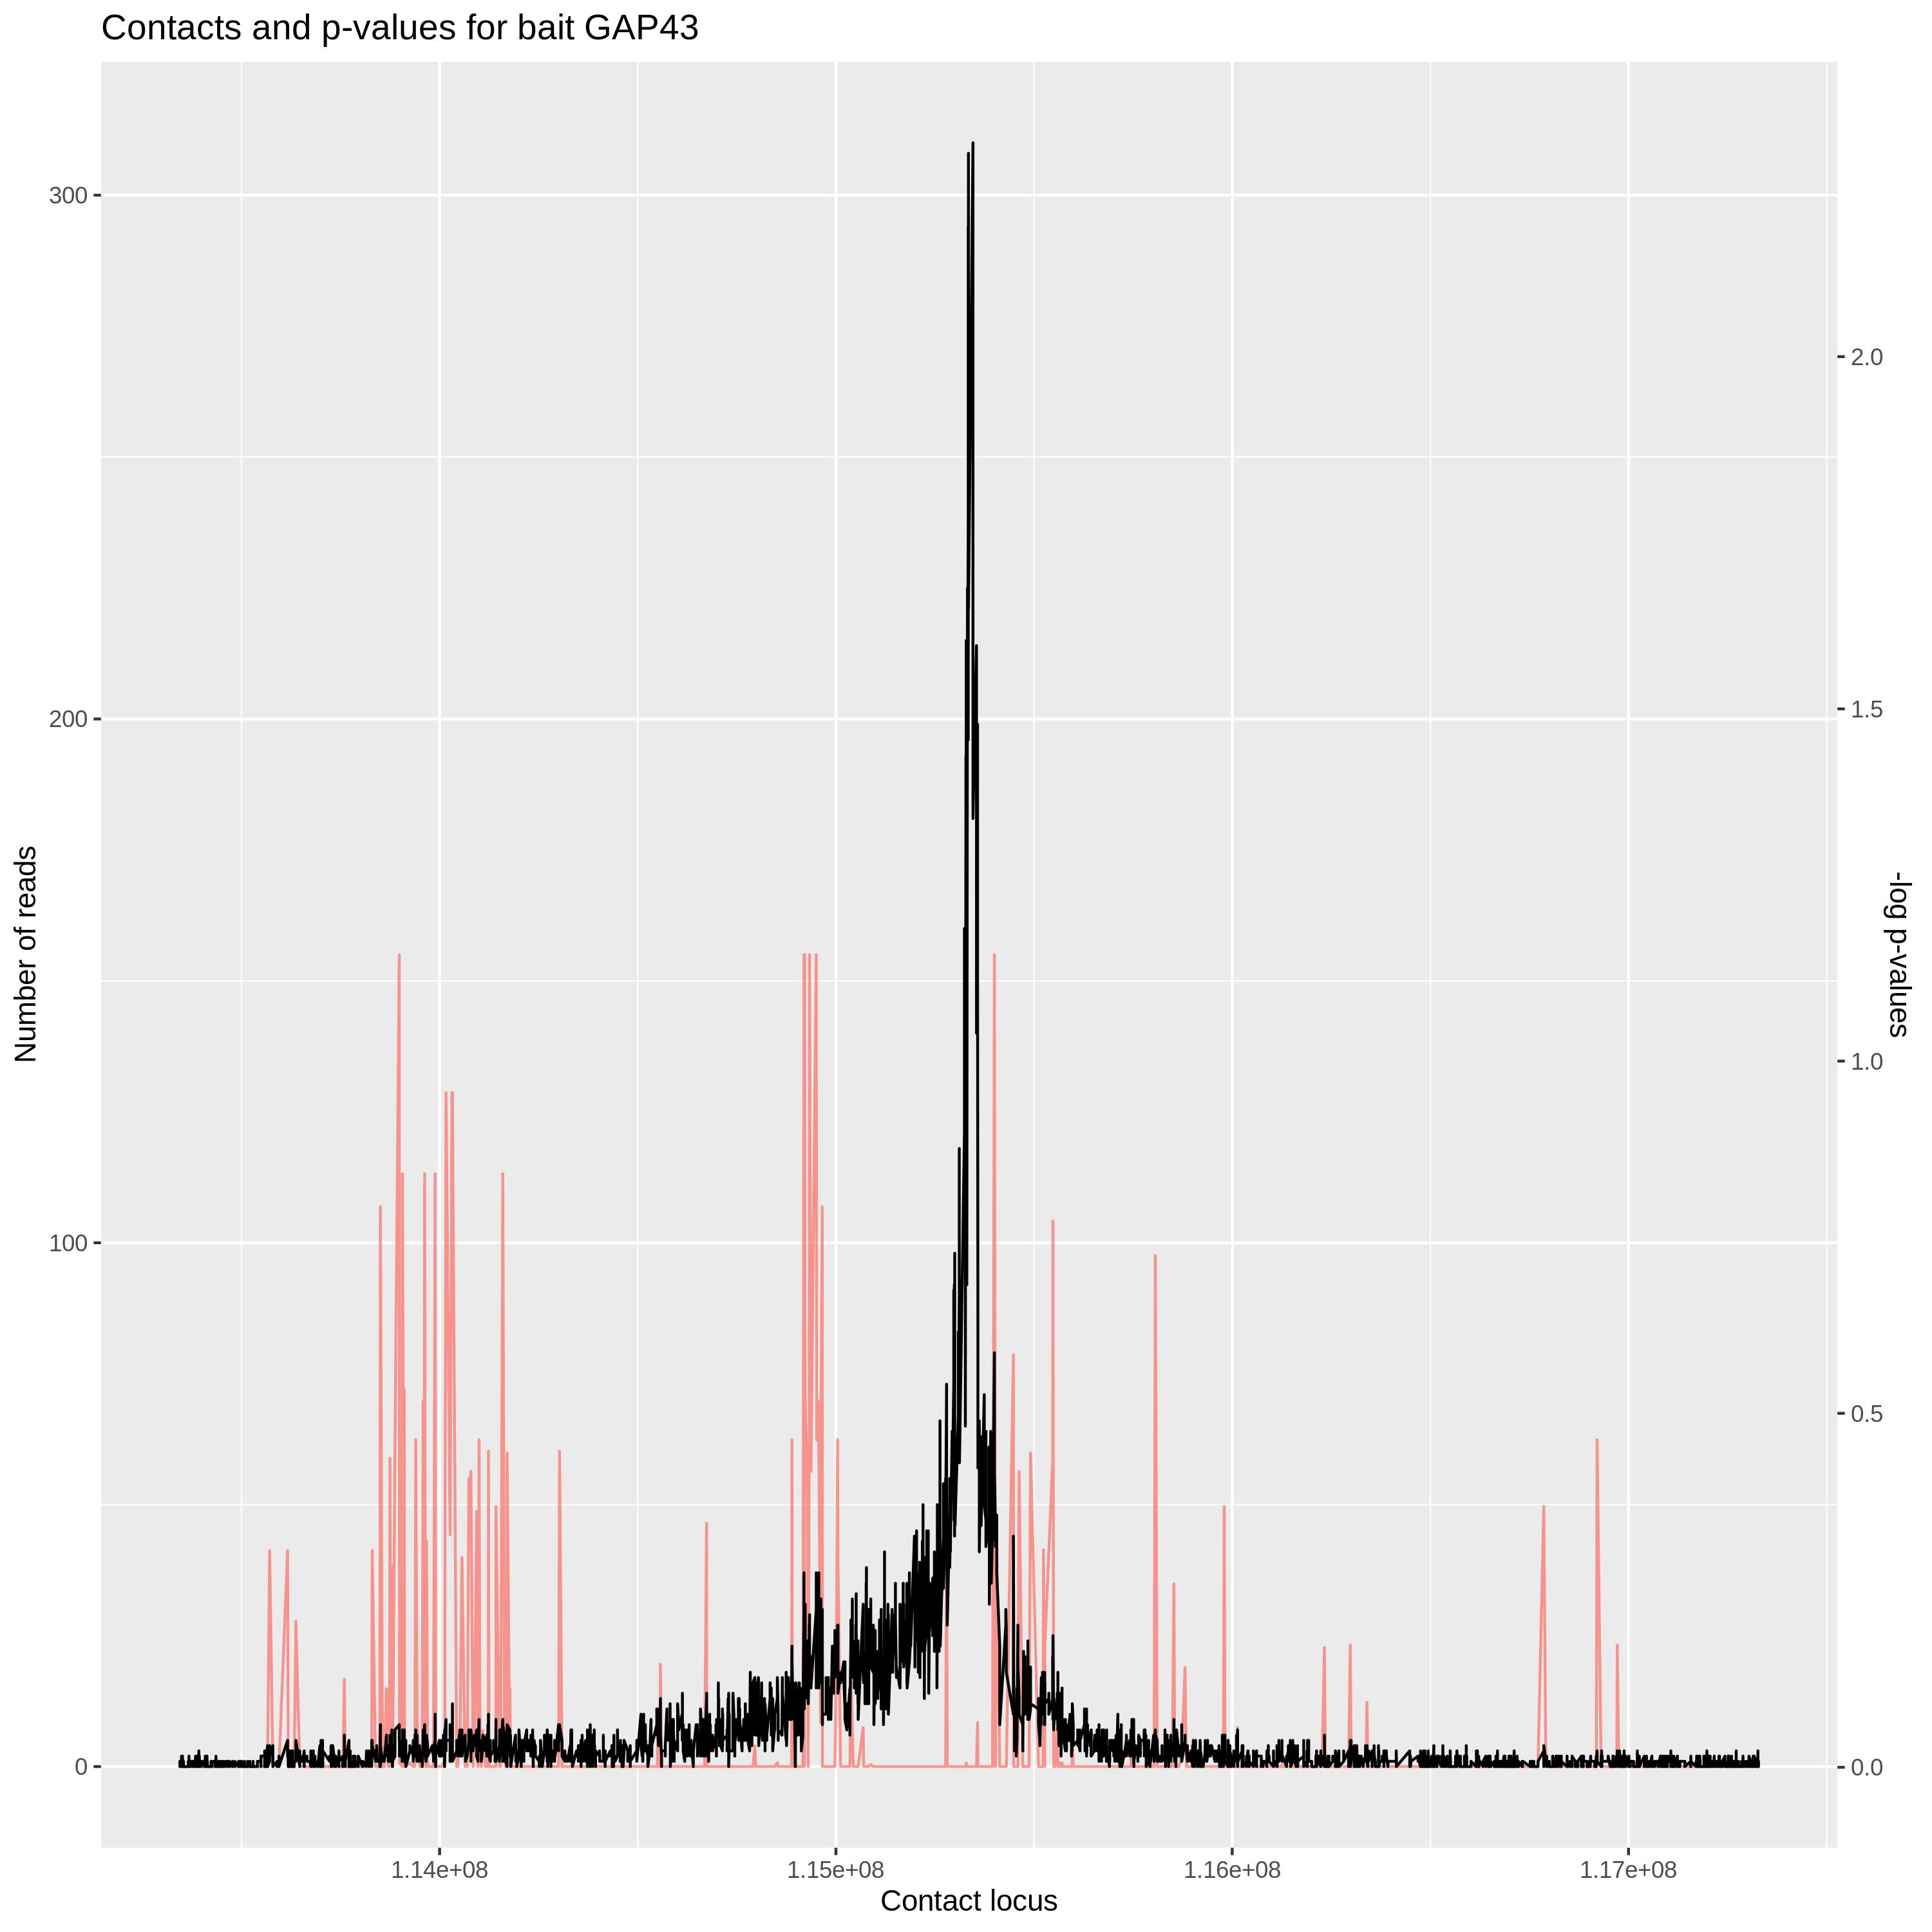 Contacts and p-values for bait GAP43
300
200
100
0
Number of reads
2.0
1.5
1.0
0.5
0.0
-log p-values
1.14e+08
1.15e+08
1.16e+08
1.17e+08
Contact locus